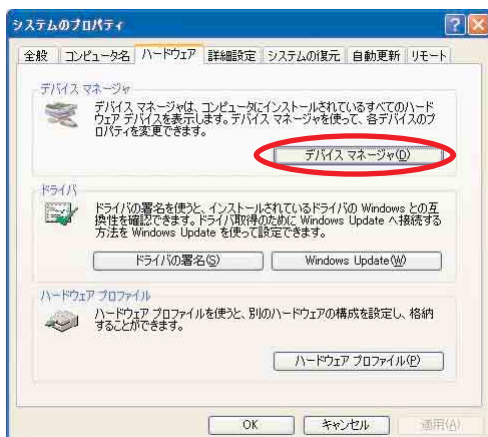 システムのプロパティ
全般 コンピュータ名 ハードウェア 詳細設定 システムの復元 自動更新 リモート
デバイス マネージャ
デバイス マネージャは、コンピュータにインストールされているすべてのハード
ウェア デバイスを表示します。デバイス マネージャを使って、各デバイスのプ
ロパティを変更できます。
デバイス マネージャ(D)
ドライバ
ドライバの署名を使うと、インストールされているドライバの Windows との互
換性を確認できます。ドライバ取得のために Windows Update へ接続する
方法を Windows Update を使って設定できます。
ドライバの署名(S) Windows Update(W)
ハードウェア プロファイル
ハードウェア プロファイルを使うと、別のハードウェアの構成を設定し、格納
することができます。
ハードウェア プロファイル(P)
OK キャンセル 適用(A)